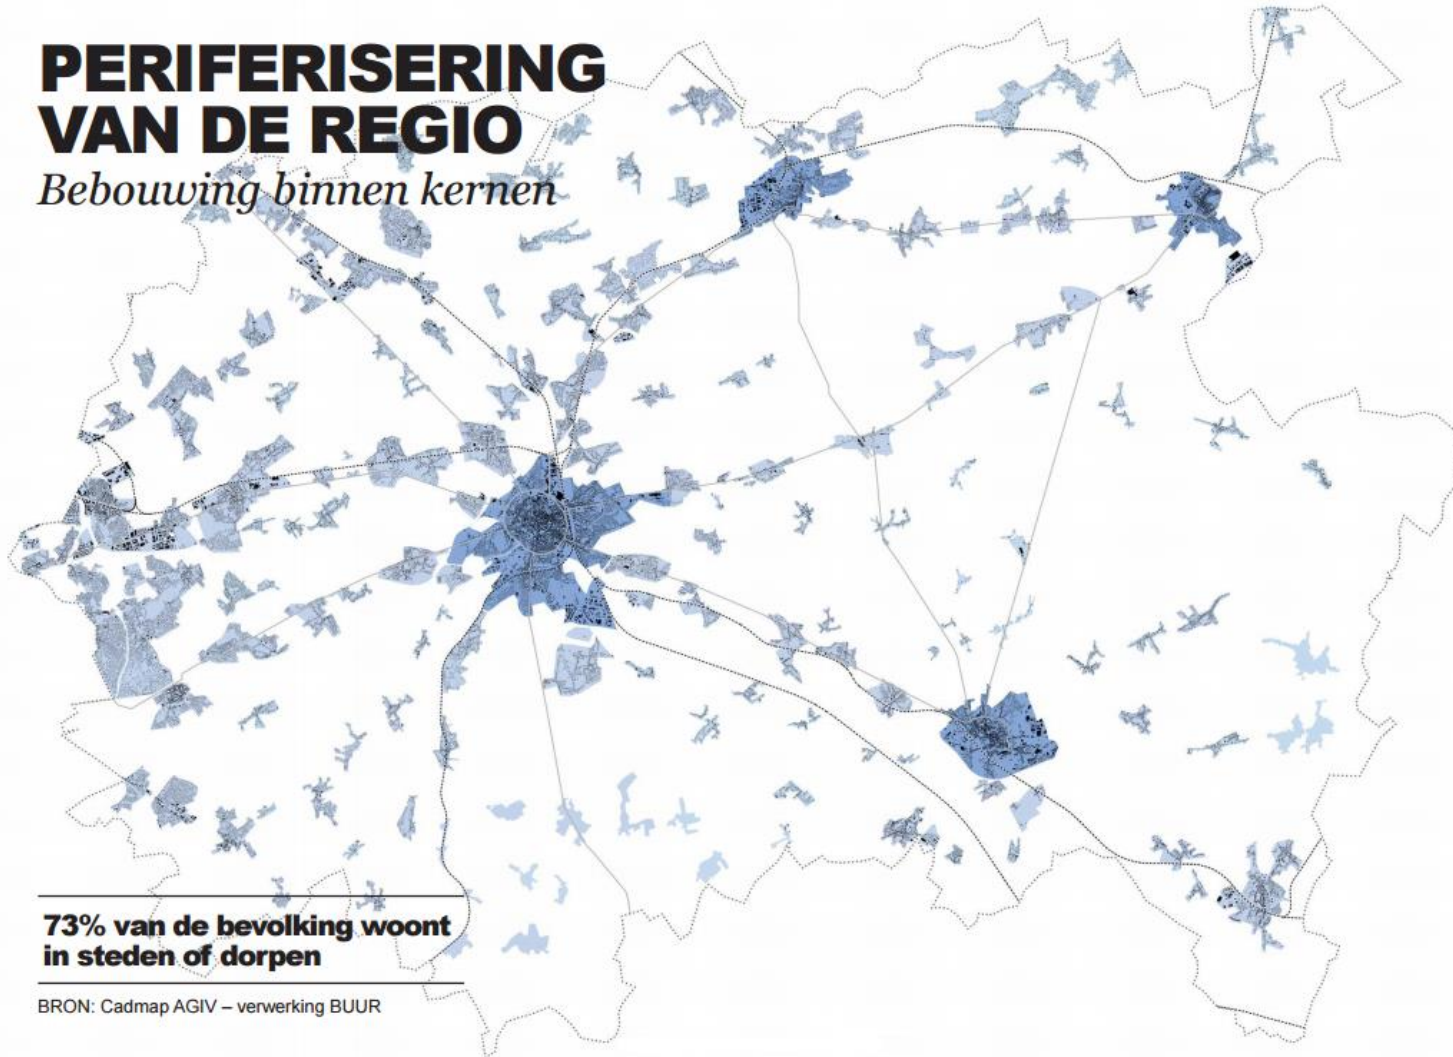 PERIFERISERING
VAN DE REGIO
Bebouwing binnen kernen
73% van de bevolking woont
in steden of dorpen
BRON: Cadmap AGIV – verwerking BUUR